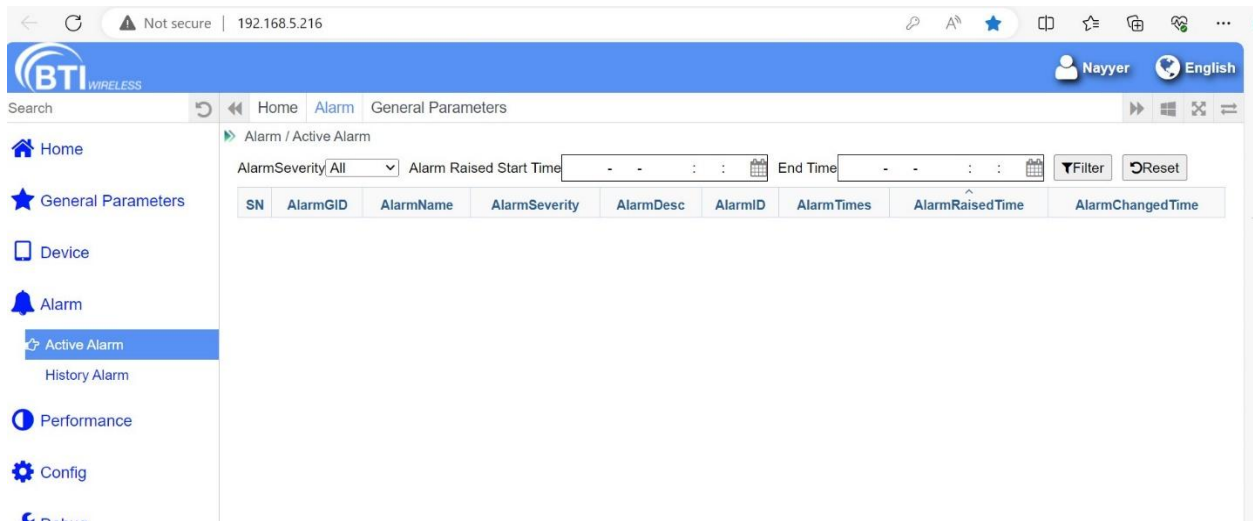 Not secure | 192.168.5.216
BTI WIRELESS
Nayyer English
Search Home Alarm General Parameters
Home
General Parameters
Device
Alarm
Active Alarm
History Alarm
Performance
Config
Alarm / Active Alarm
AlarmSeverity All Alarm Raised Start Time - - : : End Time - - : : Filter Reset
SN AlarmGID AlarmName AlarmSeverity AlarmDesc AlarmID AlarmTimes AlarmRaisedTime AlarmChangedTime